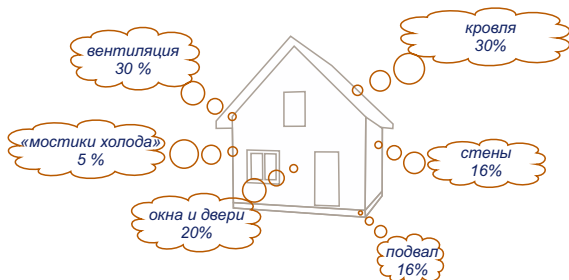 кровля
30%
вентиляция
30 %
«мостики холода»
5 %
стены
16%
окна и двери
20%
подвал
16%